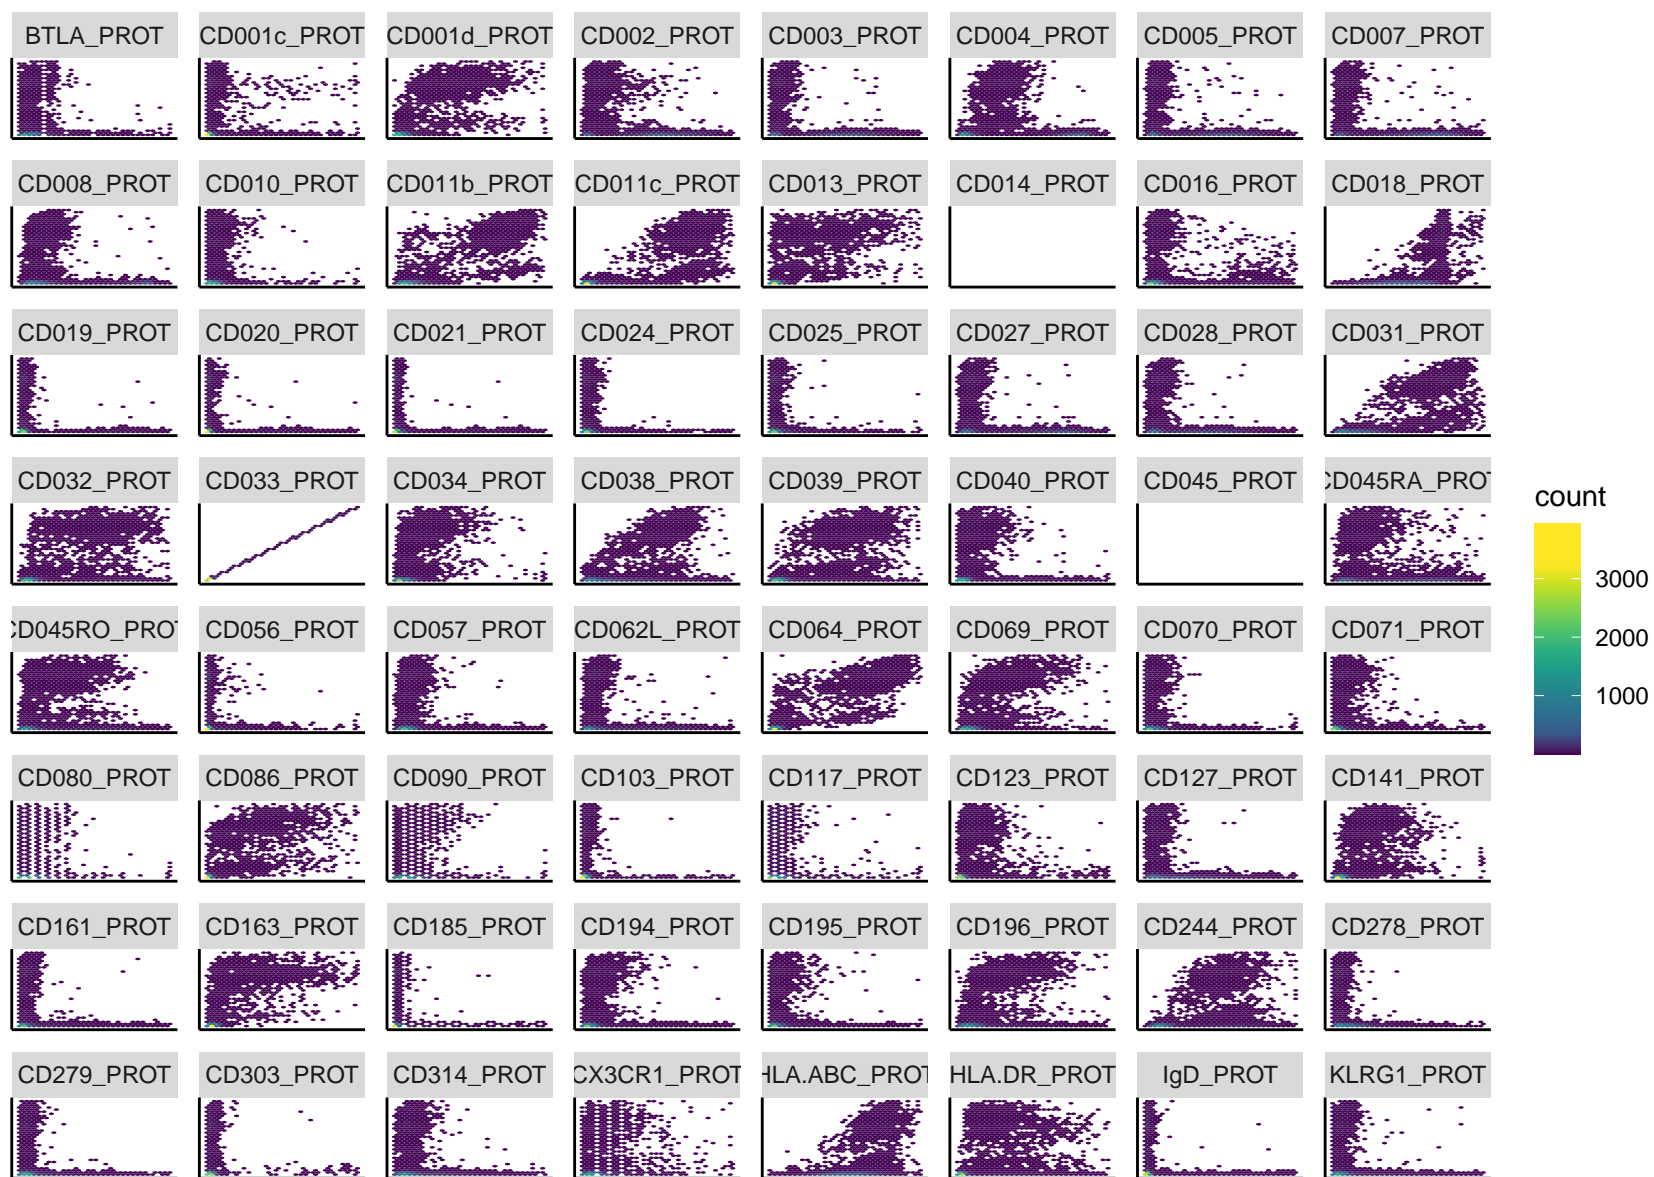 BTLA_PROT CD001c_PROT CD001d_PROT CD002_PROT CD003_PROT CD004_PROT CD005_PROT CD007_PROT
CD008_PROT CD010_PROT CD011b_PROT CD011c_PROT CD013_PROT CD014_PROT CD016_PROT CD018_PROT
CD019_PROT CD020_PROT CD021_PROT CD024_PROT CD025_PROT CD027_PROT CD028_PROT CD031_PROT
CD032_PROT CD033_PROT CD034_PROT CD038_PROT CD039_PROT CD040_PROT CD045_PROT CD045RA_PROT
count
3000
2000
1000
CD045RO_PROT CD056_PROT CD057_PROT CD062L_PROT CD064_PROT CD069_PROT CD070_PROT CD071_PROT
CD080_PROT CD086_PROT CD090_PROT CD103_PROT CD117_PROT CD123_PROT CD127_PROT CD141_PROT
CD161_PROT CD163_PROT CD185_PROT CD194_PROT CD195_PROT CD196_PROT CD244_PROT CD278_PROT
CD279_PROT CD303_PROT CD314_PROT CX3CR1_PROT HLA.ABC_PROT HLA.DR_PROT IgD_PROT KLRG1_PROT